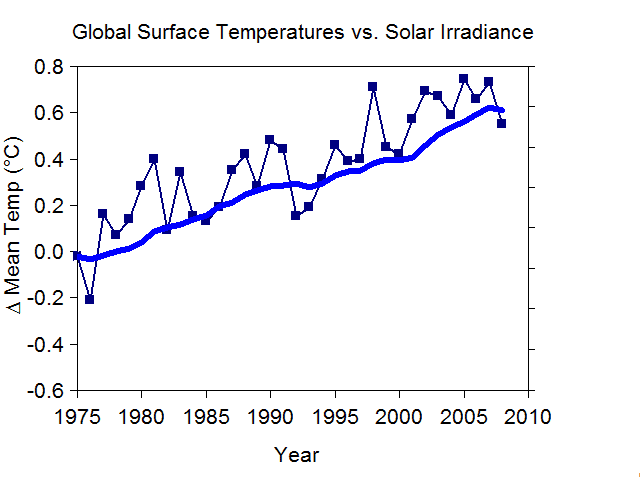 Global Surface Temperatures vs. Solar Irradiance
0.8
0.6
0.4
0.2
0.0
-0.2
-0.4
-0.6
Δ Mean Temp (°C)
1975 1980 1985 1990 1995 2000 2005 2010
Year